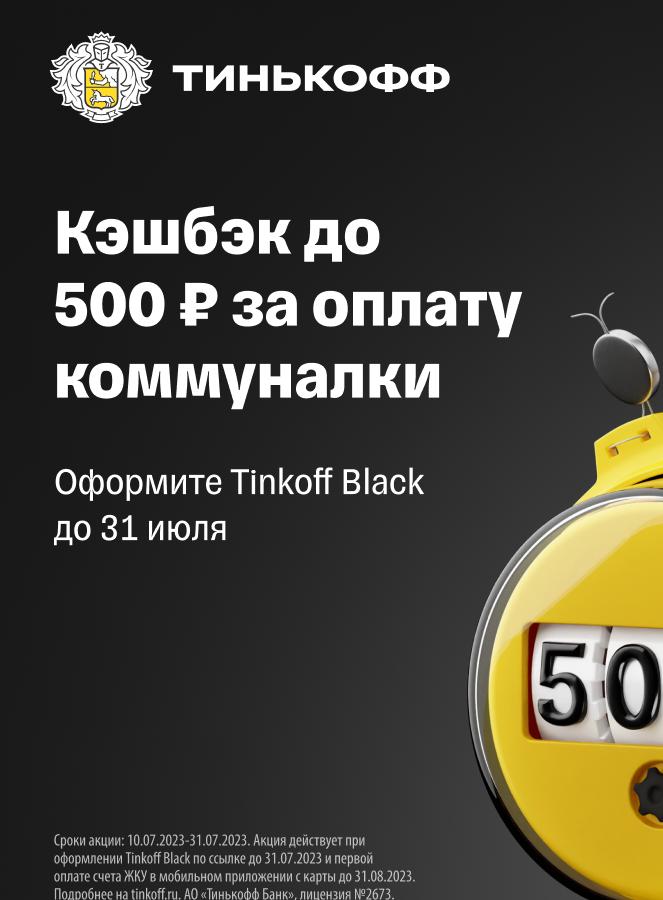 ТИНЬКОФФ
Кэшбэк до
500 ₽ за оплату
коммуналки
Оформите Tinkoff Black
до 31 июля
50
Сроки акции: 10.07.2023-31.07.2023. Акция действует при
оформлении Tinkoff Black по ссылке до 31.07.2023 и первой
оплате счета ЖКУ в мобильном приложении с карты до 31.08.2023.
Подробнее на tinkoff.ru. АО «Тинькофф Банк», лицензия №2673.